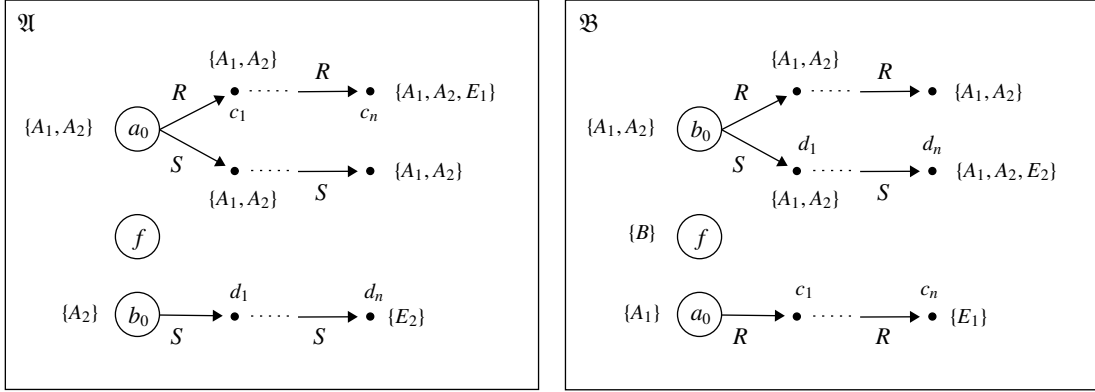 𝔄
{A₁, A₂}
R
R
c₁
cₙ
{A₁, A₂, E₁}
{A₁, A₂}
a₀
S
S
{A₁, A₂}
{A₁, A₂}
f
{A₂}
b₀
S
d₁
S
dₙ
{E₂}
𝔅
{A₁, A₂}
R
R
{A₁, A₂}
{A₁, A₂}
b₀
S
d₁
dₙ
S
{A₁, A₂, E₂}
{A₁, A₂}
{B}
f
{A₁}
a₀
R
c₁
R
cₙ
{E₁}